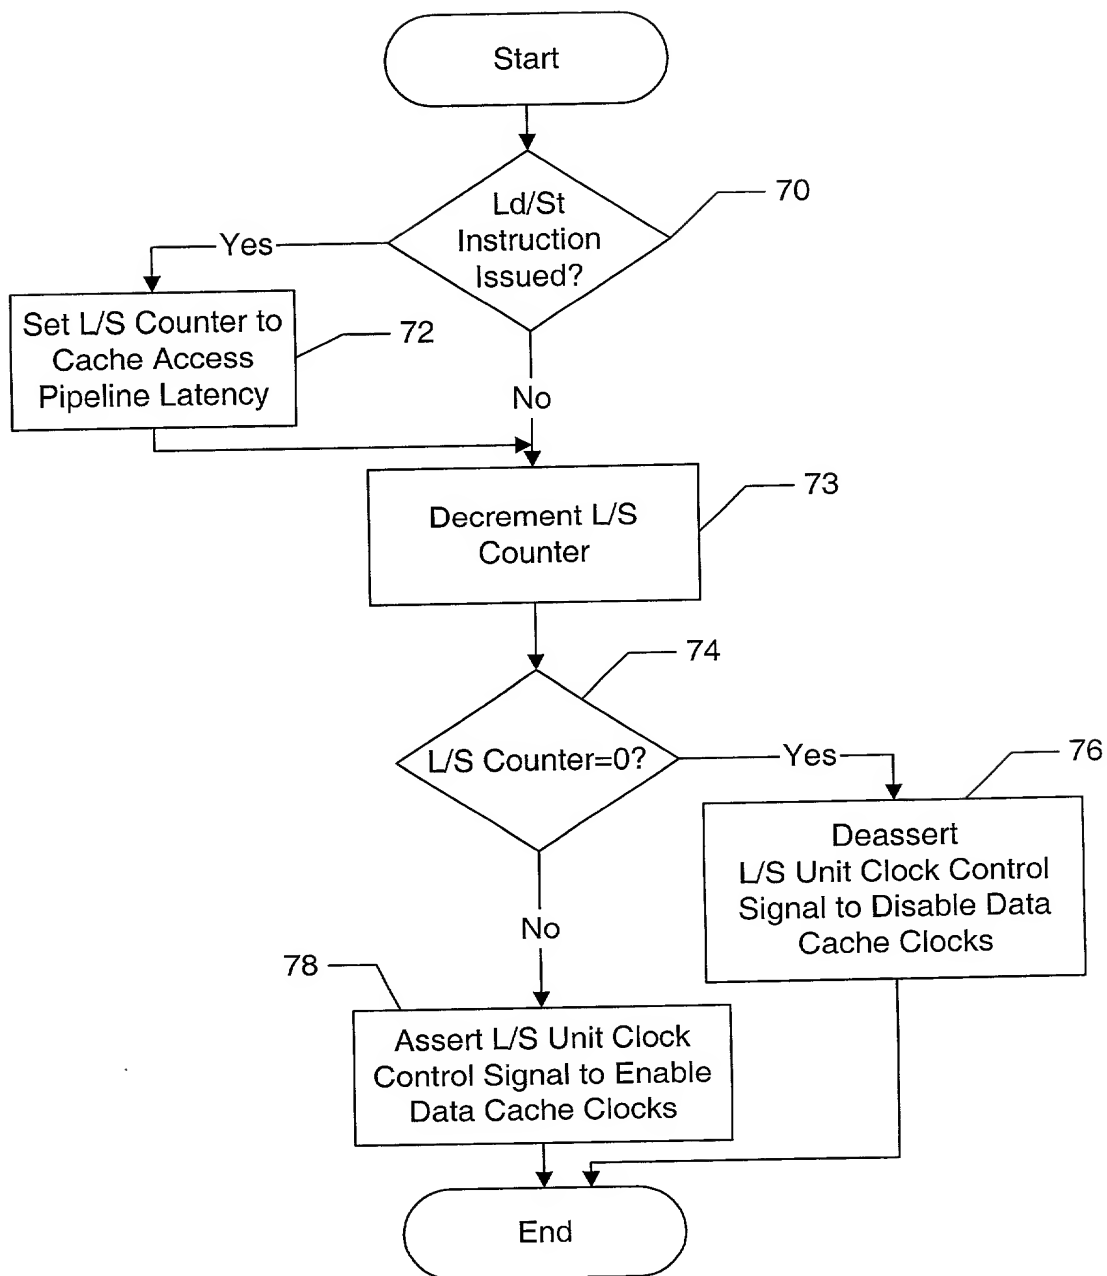 Start
Ld/St
Instruction
Issued?
70
Yes
Set L/S Counter to
Cache Access
Pipeline Latency
72
No
Decrement L/S
Counter
73
74
L/S Counter=0?
Yes
76
Deassert
L/S Unit Clock Control
Signal to Disable Data
Cache Clocks
No
78
Assert L/S Unit Clock
Control Signal to Enable
Data Cache Clocks
End